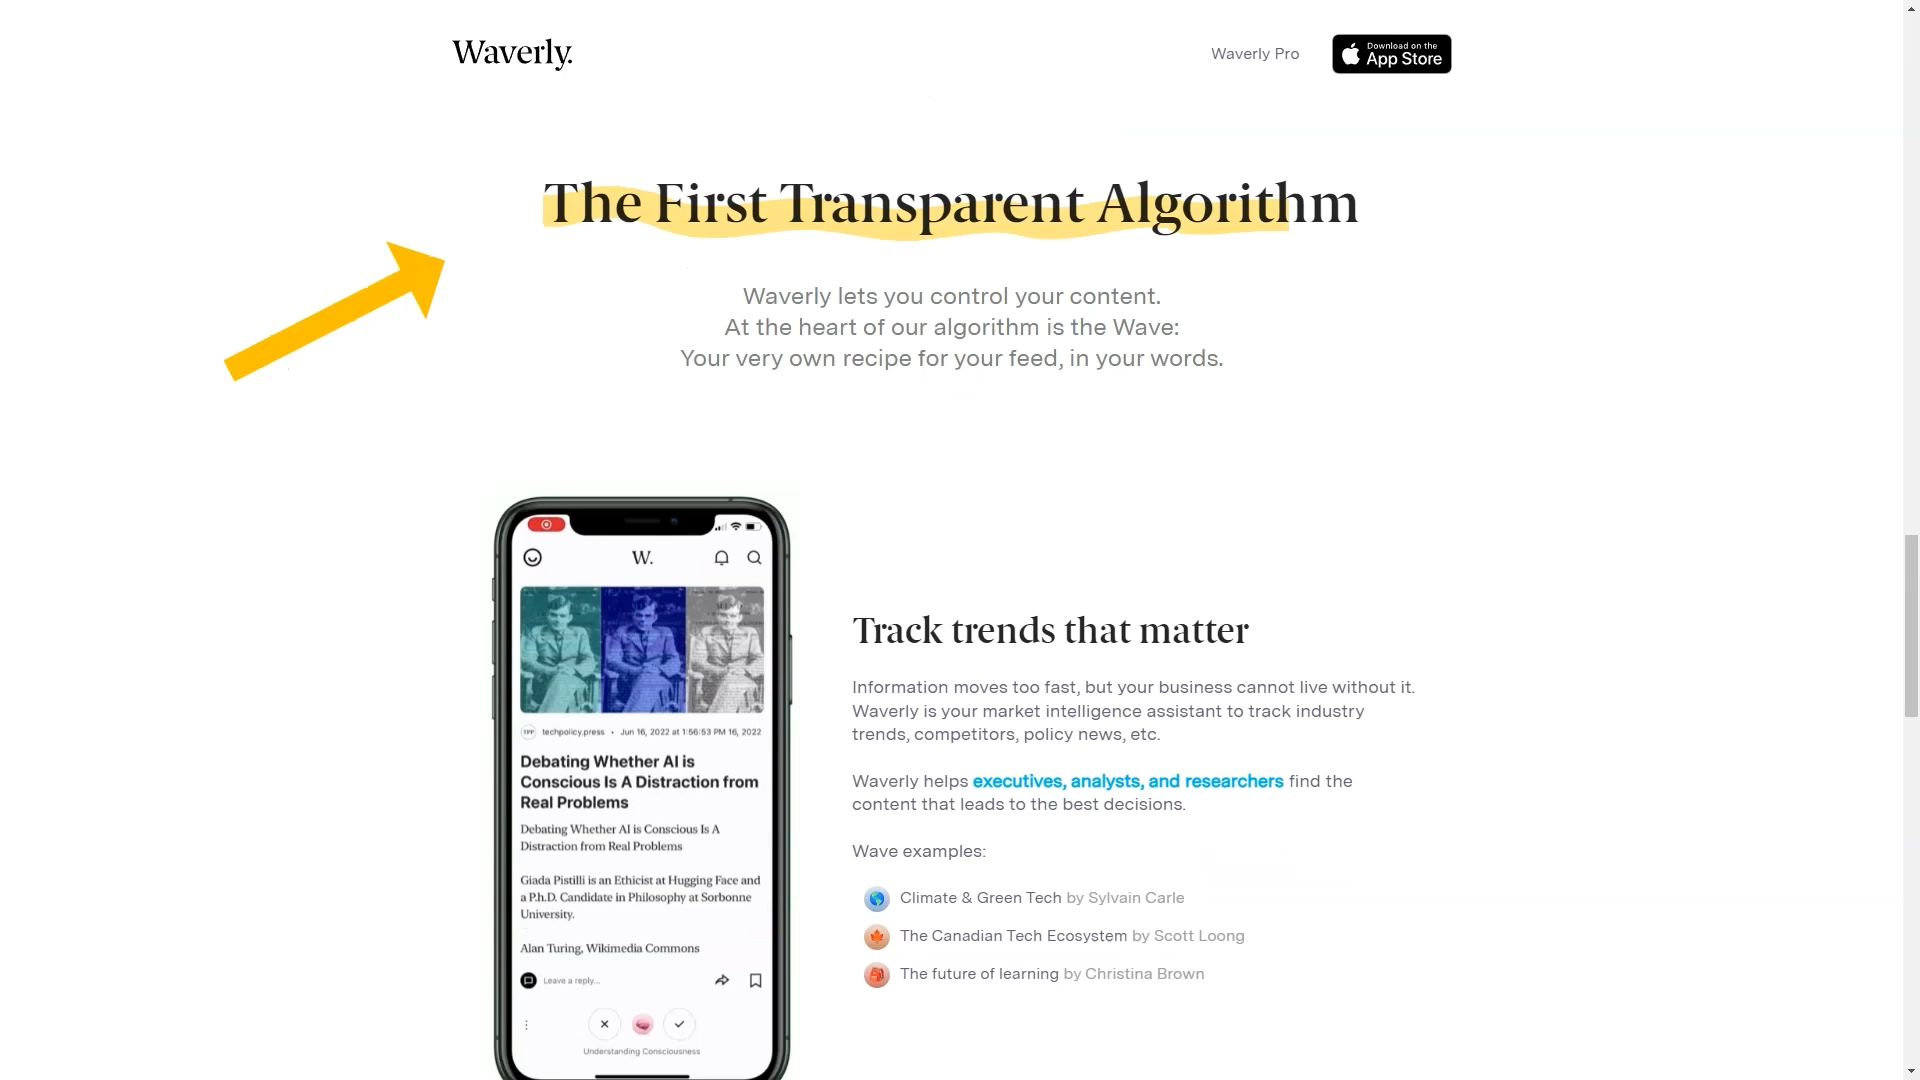 Waverly.
Waverly Pro
Download on the
App Store
The First Transparent Algorithm
Waverly lets you control your content.
At the heart of our algorithm is the Wave:
Your very own recipe for your feed, in your words.
W.
techpolicy.press • Jun 16, 2022 at 1:56:53 PM 16, 2022
Debating Whether AI is
Conscious Is A Distraction from
Real Problems
Debating Whether AI is Conscious Is A
Distraction from Real Problems
Giada Pistilli is an Ethicist at Hugging Face and
a P.h.D. Candidate in Philosophy at Sorbonne
University.
Alan Turing, Wikimedia Commons
Leave a reply...
Understanding Consciousness
Track trends that matter
Information moves too fast, but your business cannot live without it.
Waverly is your market intelligence assistant to track industry
trends, competitors, policy news, etc.
Waverly helps executives, analysts, and researchers find the
content that leads to the best decisions.
Wave examples:
Climate & Green Tech by Sylvain Carle
The Canadian Tech Ecosystem by Scott Loong
The future of learning by Christina Brown